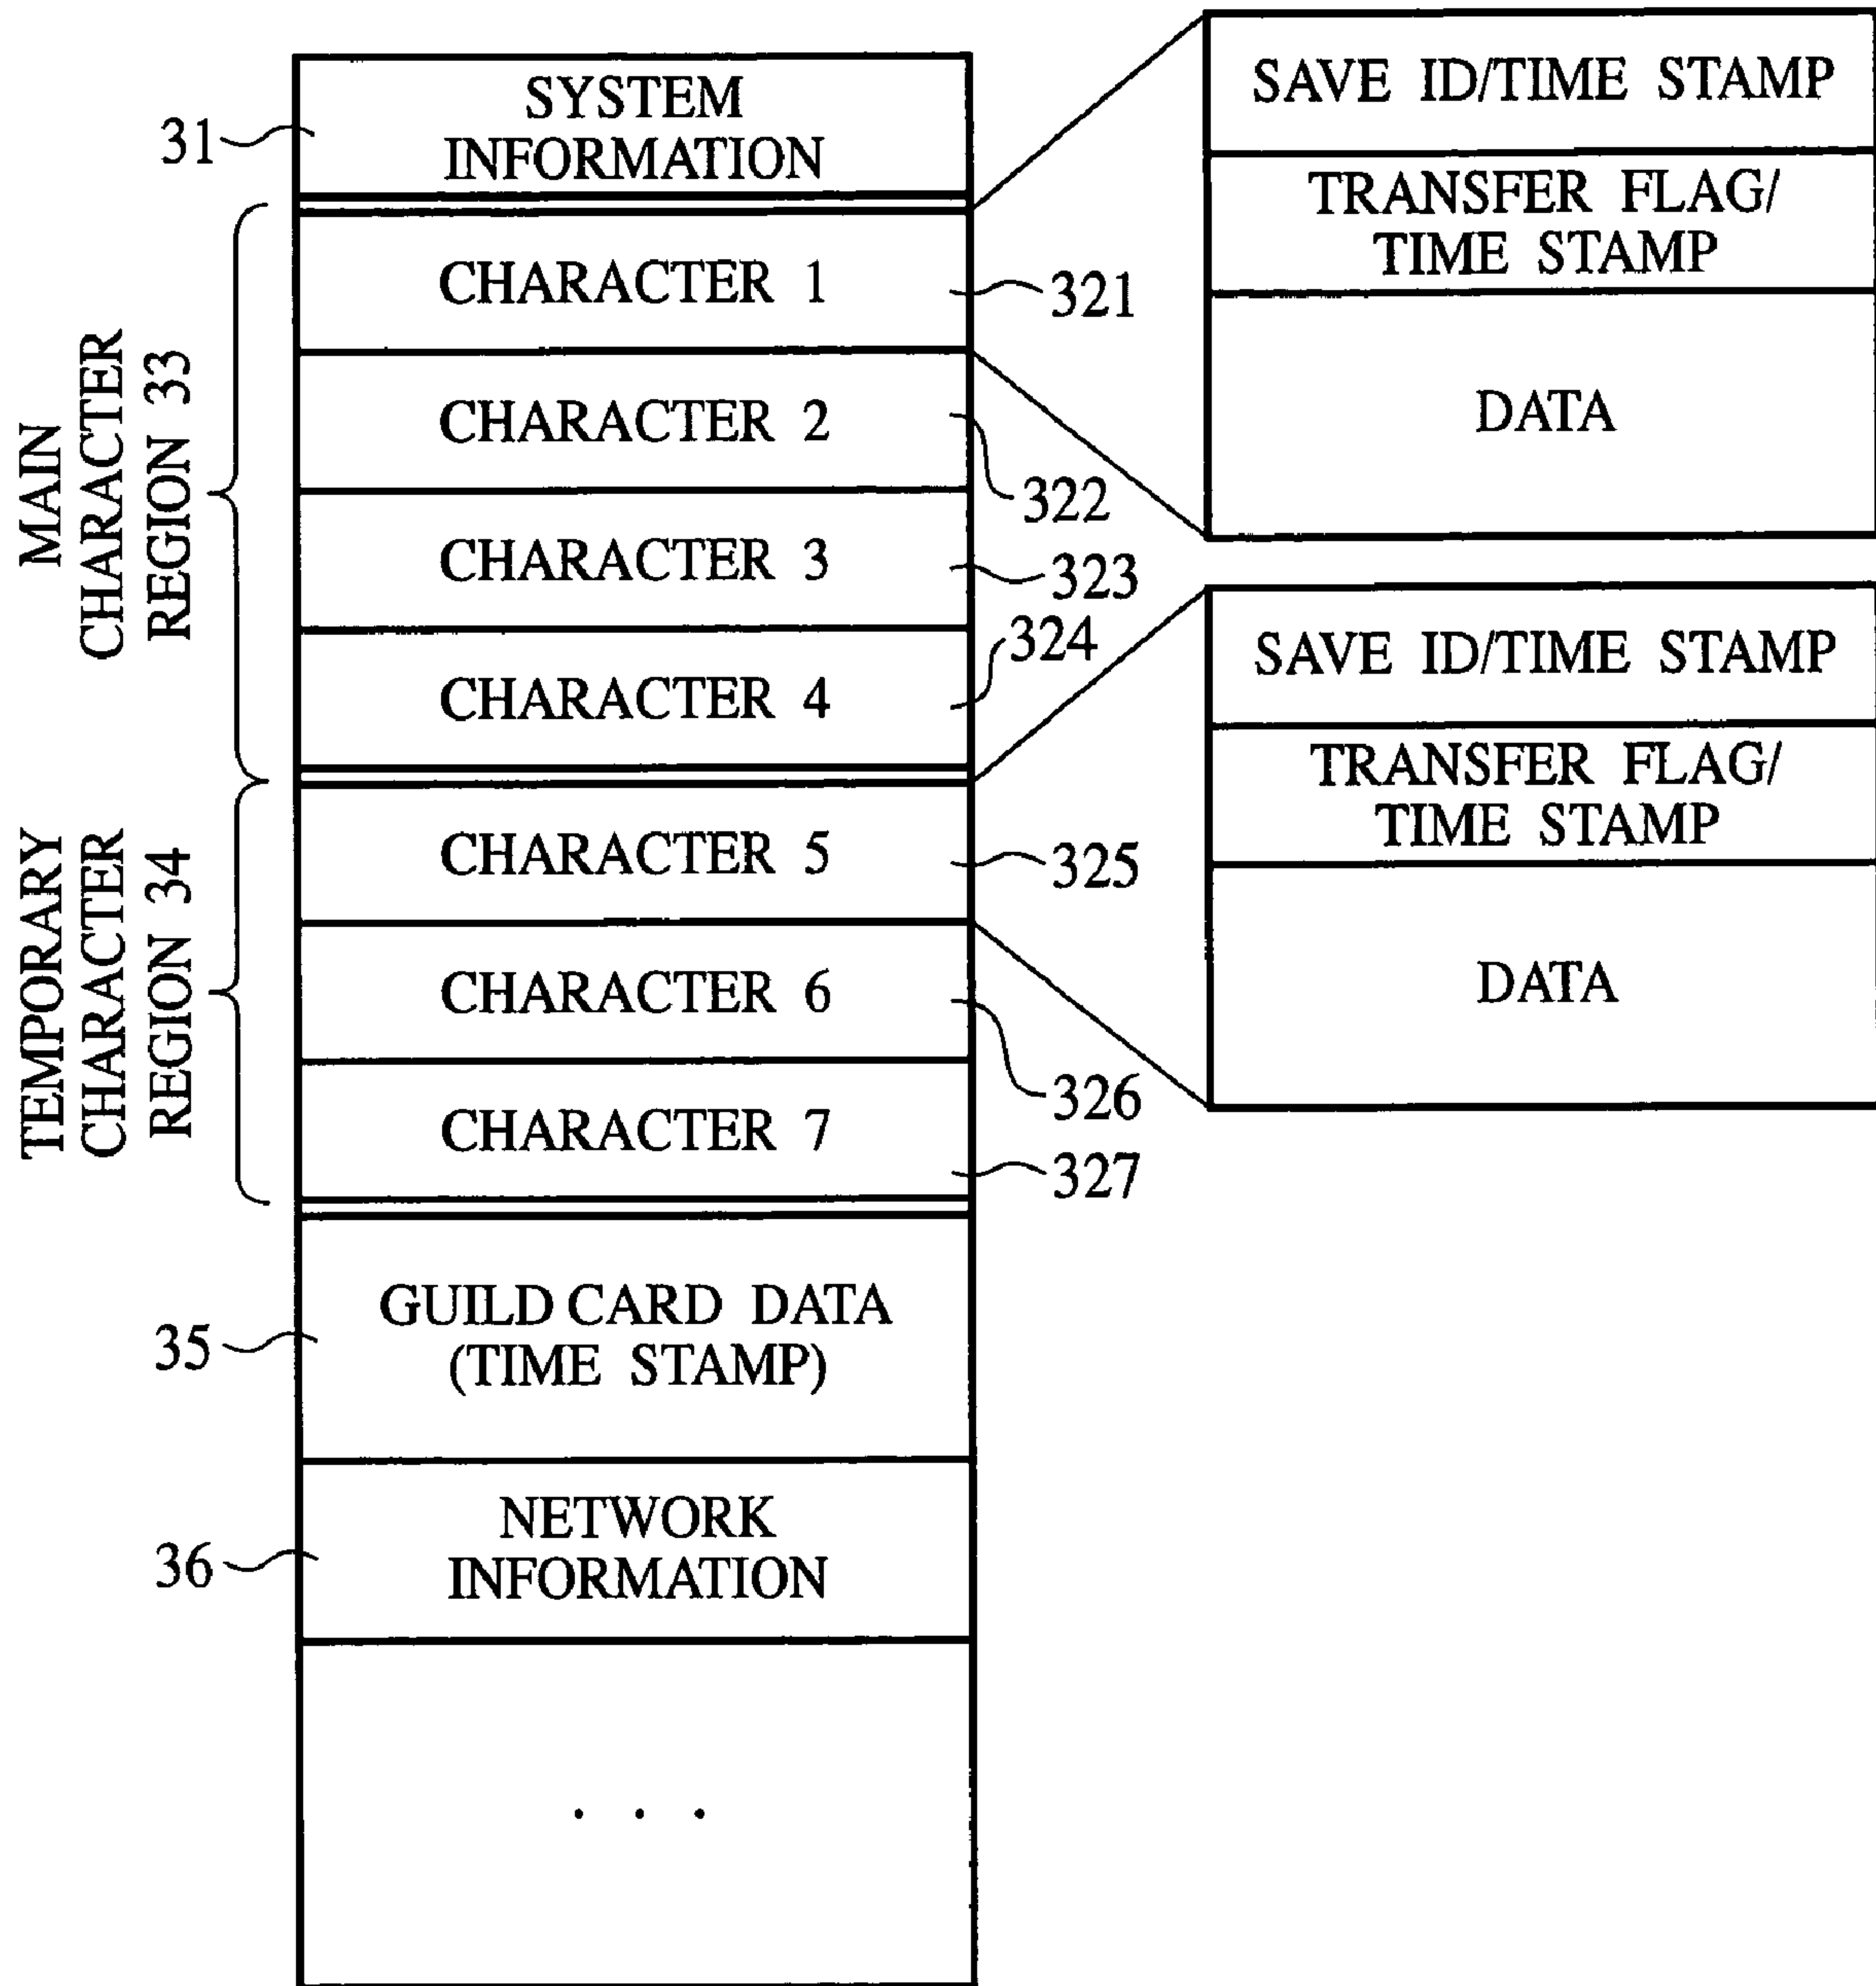 SYSTEM
INFORMATION
31
MAIN
CHARACTER
REGION 33
CHARACTER 1
321
CHARACTER 2
322
CHARACTER 3
323
CHARACTER 4
324
TEMPORARY
CHARACTER
REGION 34
CHARACTER 5
325
CHARACTER 6
326
CHARACTER 7
327
GUILD CARD DATA
(TIME STAMP)
35
NETWORK
INFORMATION
36
. . .
SAVE ID/TIME STAMP
TRANSFER FLAG/
TIME STAMP
DATA
SAVE ID/TIME STAMP
TRANSFER FLAG/
TIME STAMP
DATA